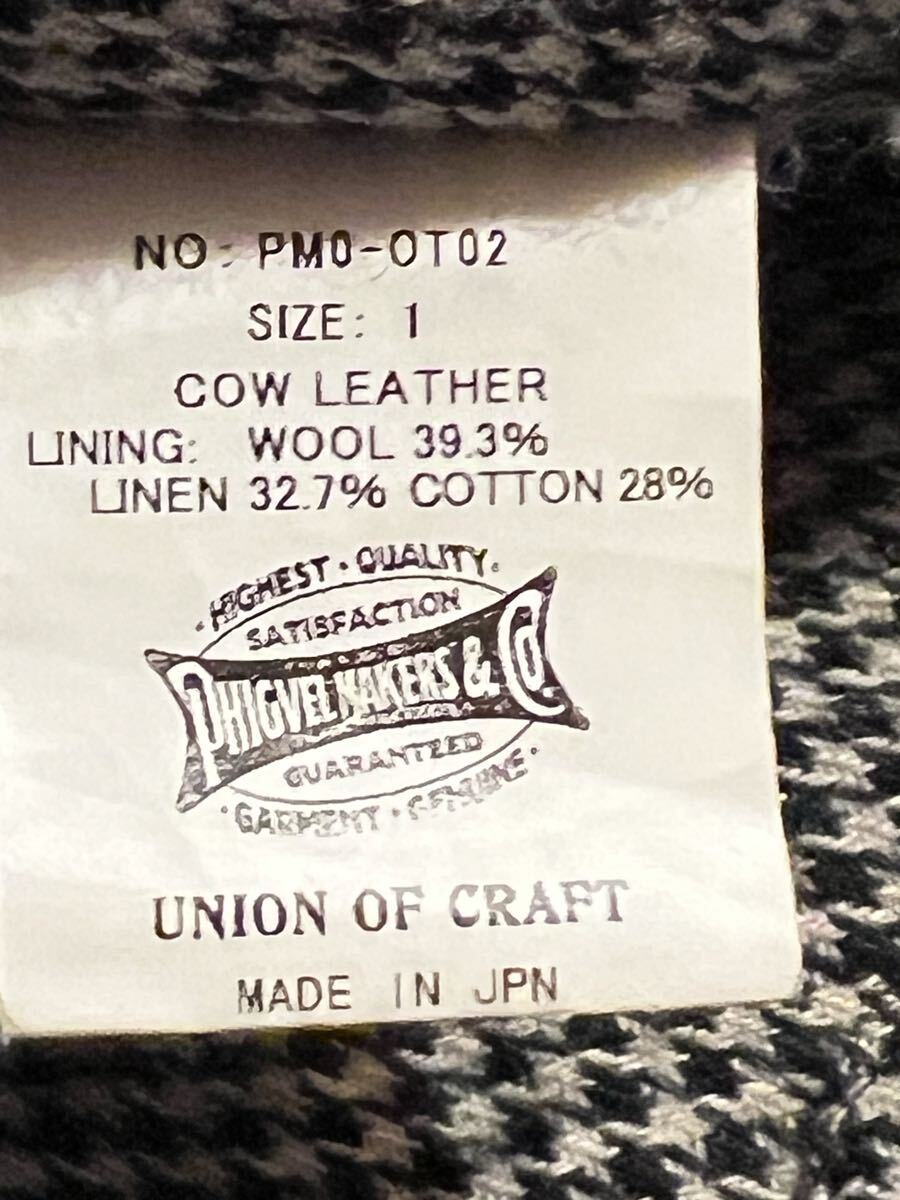 NO: PM0-OT02
SIZE: 1
COW LEATHER
LINING: WOOL 39.3%
LINEN 32.7% COTTON 28%
· HIGHEST · QUALITY ·
SATISFACTION
PHIGVEL MAKERS & Co.
GUARANTEED
· GARMENT · GENUINE ·
UNION OF CRAFT
MADE IN JPN